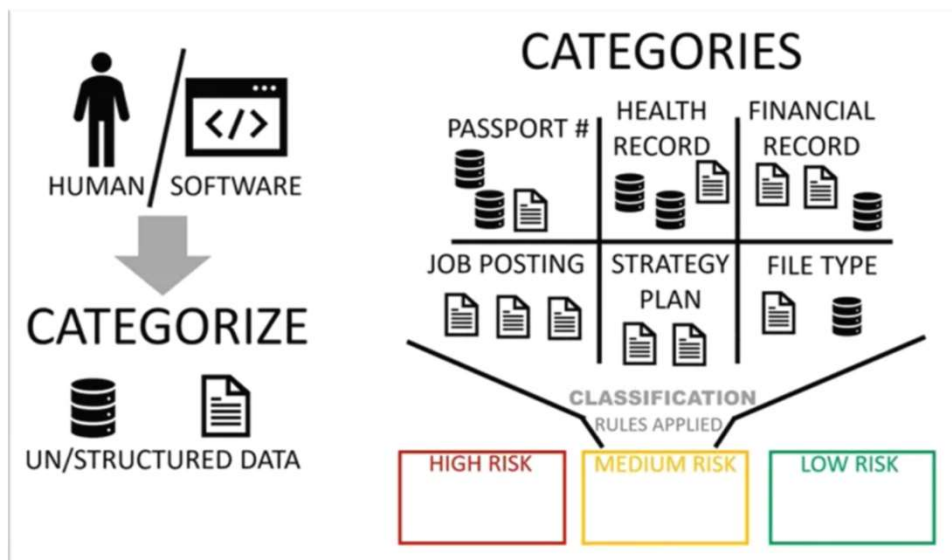 HUMAN
SOFTWARE
CATEGORIZE
UN/STRUCTURED DATA
CATEGORIES
PASSPORT #
HEALTH
RECORD
FINANCIAL
RECORD
JOB POSTING
STRATEGY
PLAN
FILE TYPE
CLASSIFICATION
RULES APPLIED
HIGH RISK
MEDIUM RISK
LOW RISK